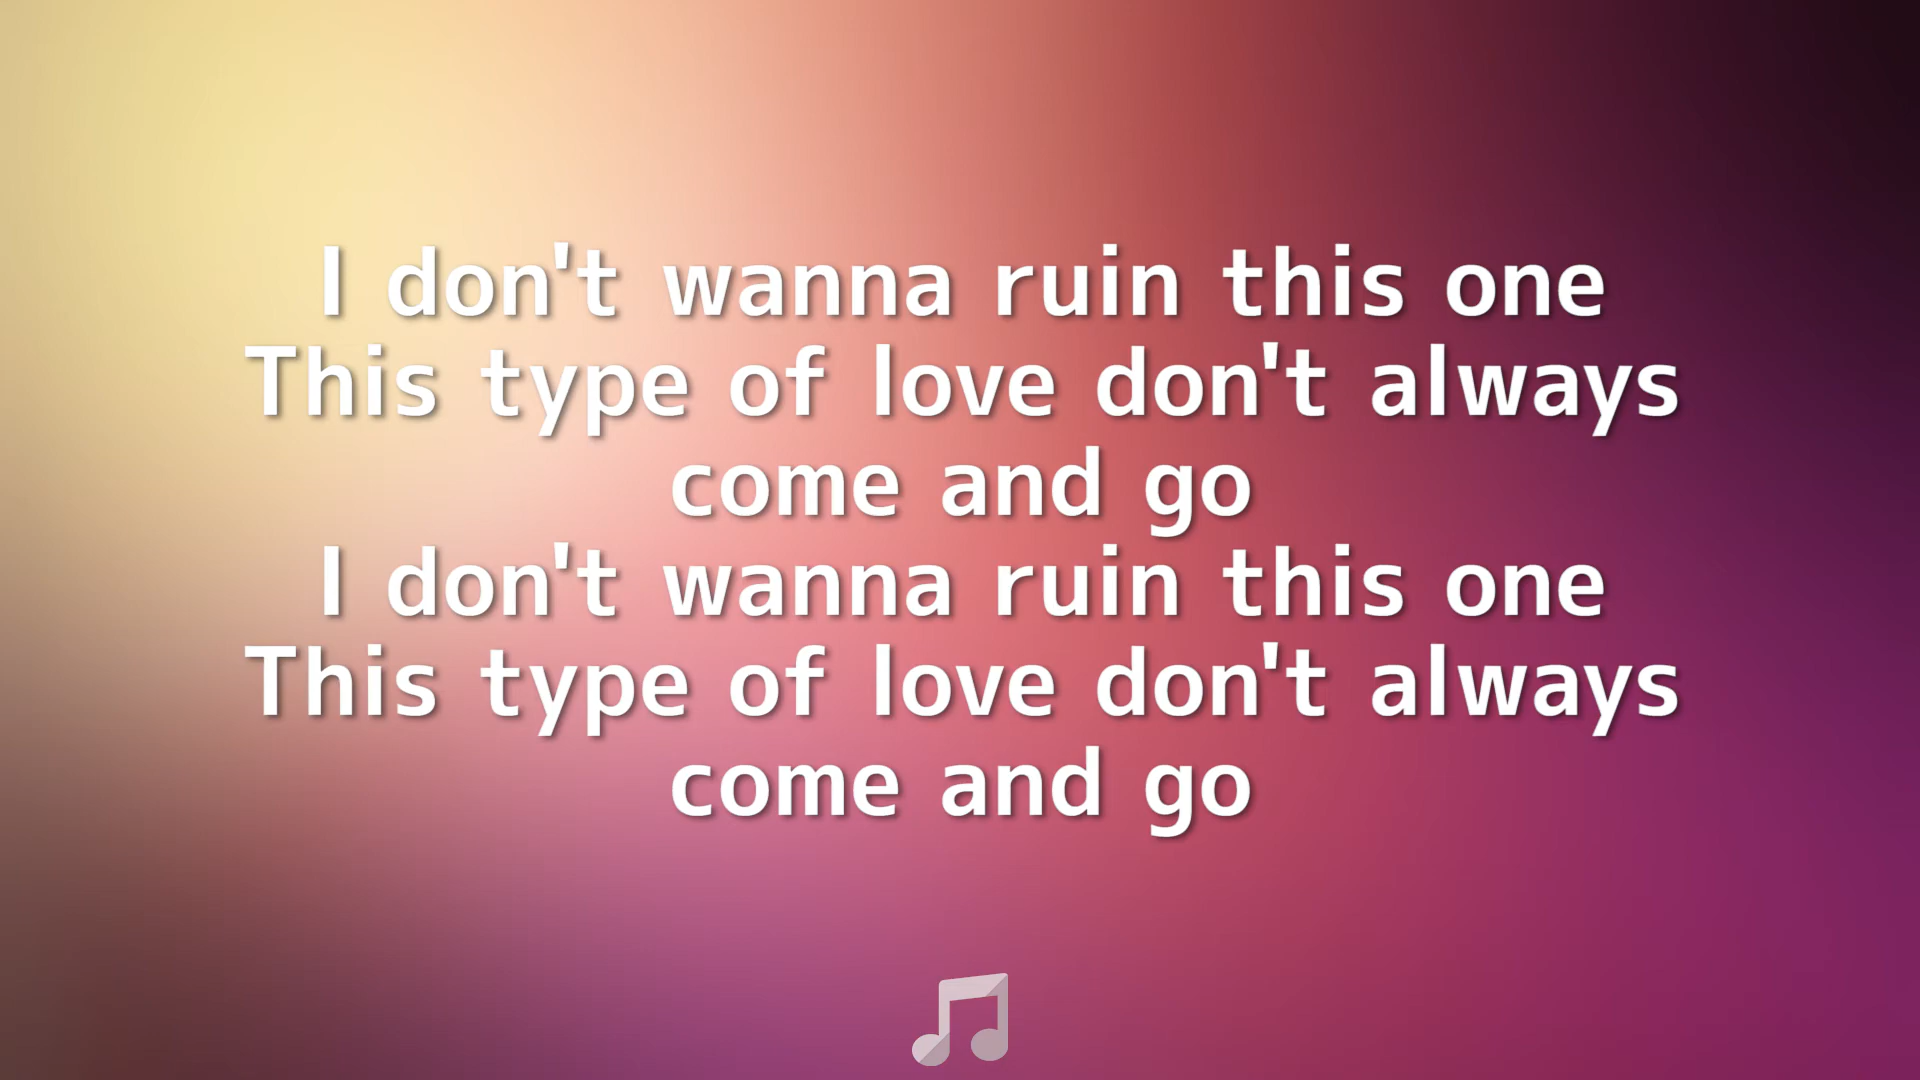 I don't wanna ruin this one
This type of love don't always
come and go
I don't wanna ruin this one
This type of love don't always
come and go